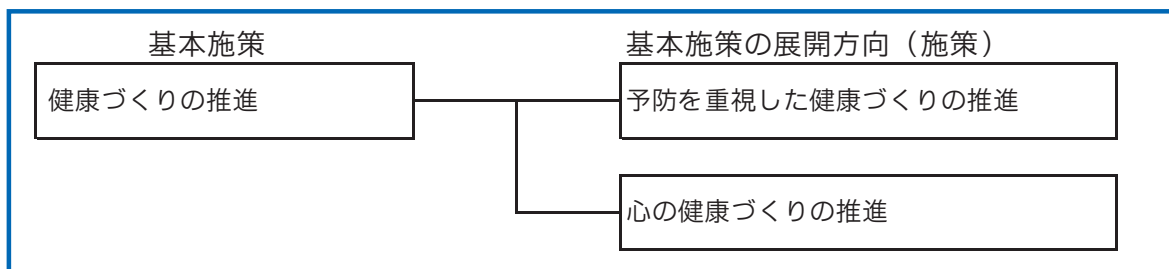 基本施策
基本施策の展開方向（施策）
健康づくりの推進
予防を重視した健康づくりの推進
心の健康づくりの推進